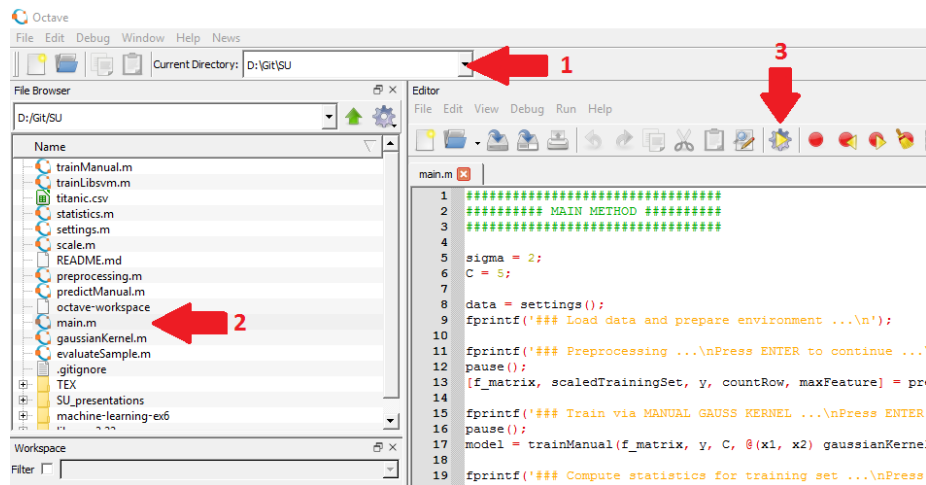 Octave
File Edit Debug Window Help News
Current Directory: D:\Git\SU
1
3
File Browser
D:/Git/SU
Name
trainManual.m
trainLibsvm.m
titanic.csv
statistics.m
settings.m
scale.m
README.md
preprocessing.m
predictManual.m
octave-workspace
main.m
2
gaussianKernel.m
evaluateSample.m
.gitignore
TEX
SU_presentations
machine-learning-ex6
Workspace
Filter
Editor
File Edit View Debug Run Help
main.m
1 #################################
2 ########## MAIN METHOD ##########
3 #################################
4
5 sigma = 2;
6 C = 5;
7
8 data = settings();
9 fprintf('### Load data and prepare environment ...\n');
10
11 fprintf('### Preprocessing ...\nPress ENTER to continue ...\
12 pause();
13 [f_matrix, scaledTrainingSet, y, countRow, maxFeature] = pre
14
15 fprintf('### Train via MANUAL GAUSS KERNEL ...\nPress ENTER
16 pause();
17 model = trainManual(f_matrix, y, C, @(x1, x2) gaussianKernel
18
19 fprintf('### Compute statistics for training set ...\nPress